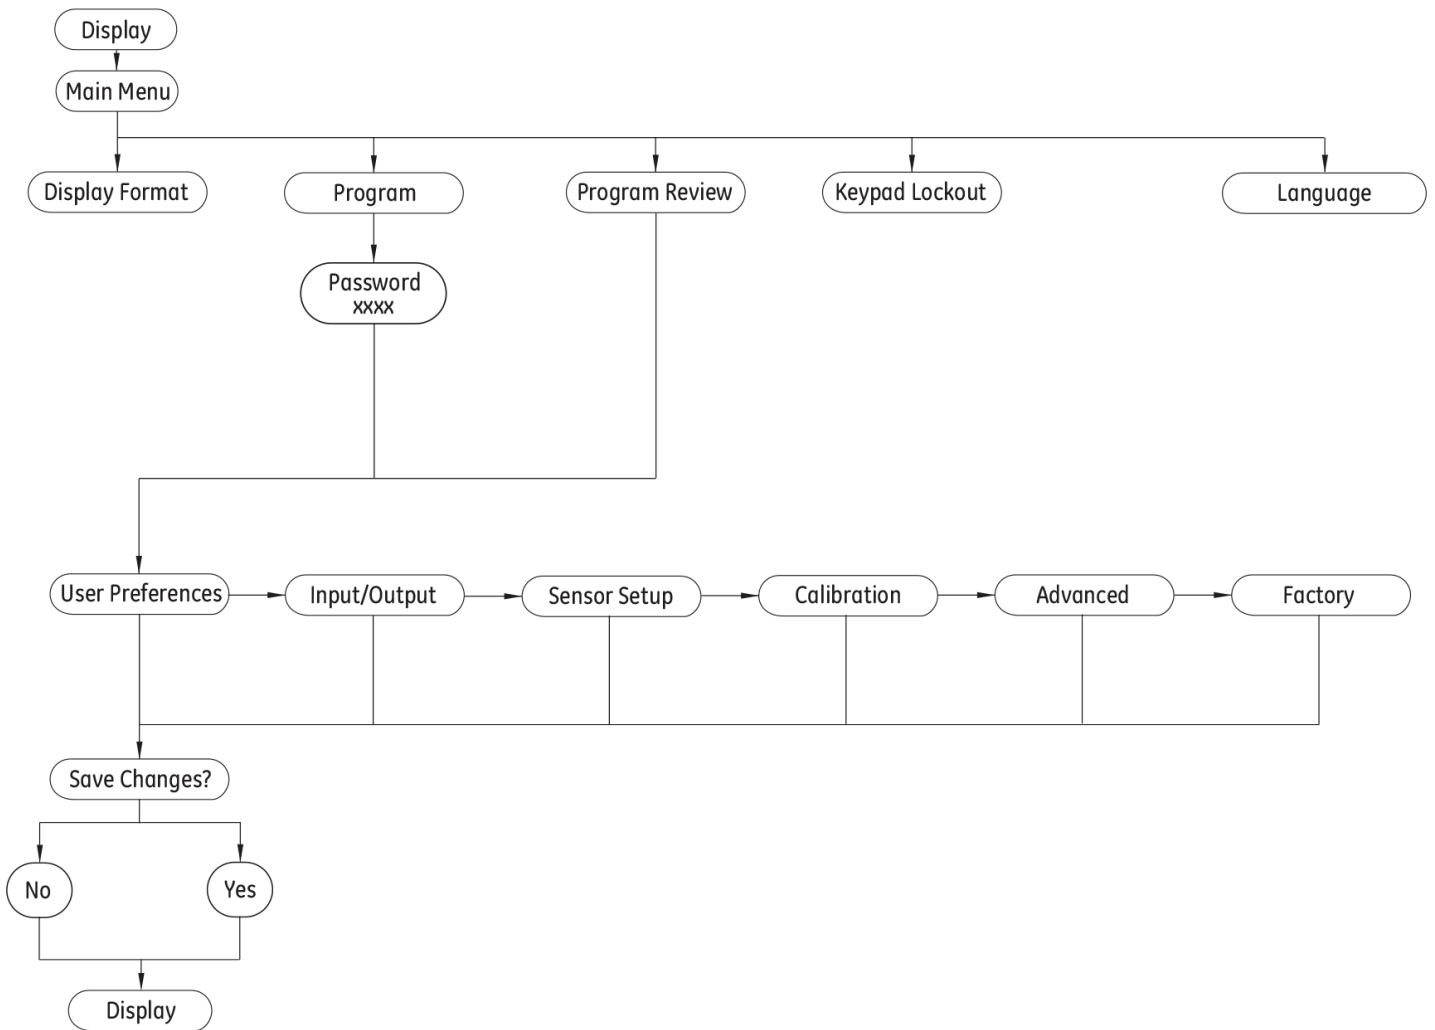 Display
Main Menu
Display Format
Program
Program Review
Keypad Lockout
Language
Password
xxxx
User Preferences
Input/Output
Sensor Setup
Calibration
Advanced
Factory
Save Changes?
No
Yes
Display